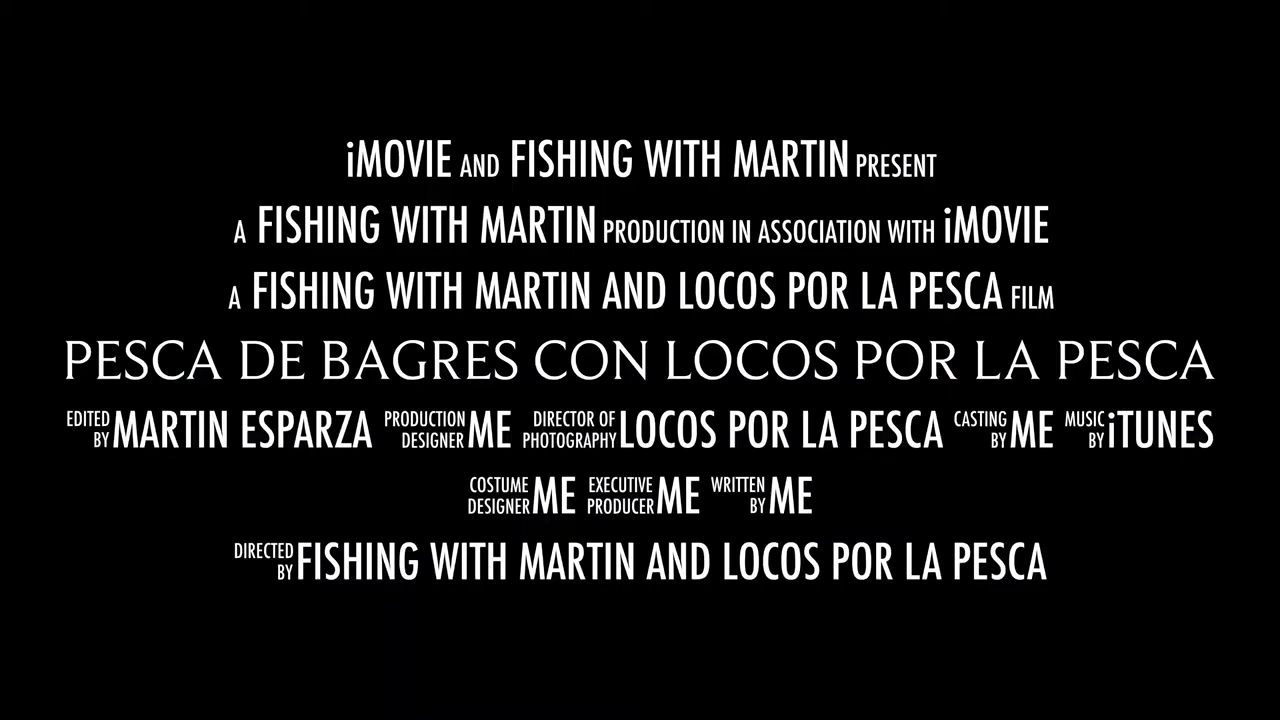 iMOVIE AND FISHING WITH MARTIN PRESENT
A FISHING WITH MARTIN PRODUCTION IN ASSOCIATION WITH iMOVIE
A FISHING WITH MARTIN AND LOCOS POR LA PESCA FILM
PESCA DE BAGRES CON LOCOS POR LA PESCA
EDITED BY MARTIN ESPARZA PRODUCTION DESIGNER ME DIRECTOR OF PHOTOGRAPHY LOCOS POR LA PESCA CASTING BY ME MUSIC BY iTUNES
COSTUME DESIGNER ME EXECUTIVE PRODUCER ME WRITTEN BY ME
DIRECTED BY FISHING WITH MARTIN AND LOCOS POR LA PESCA